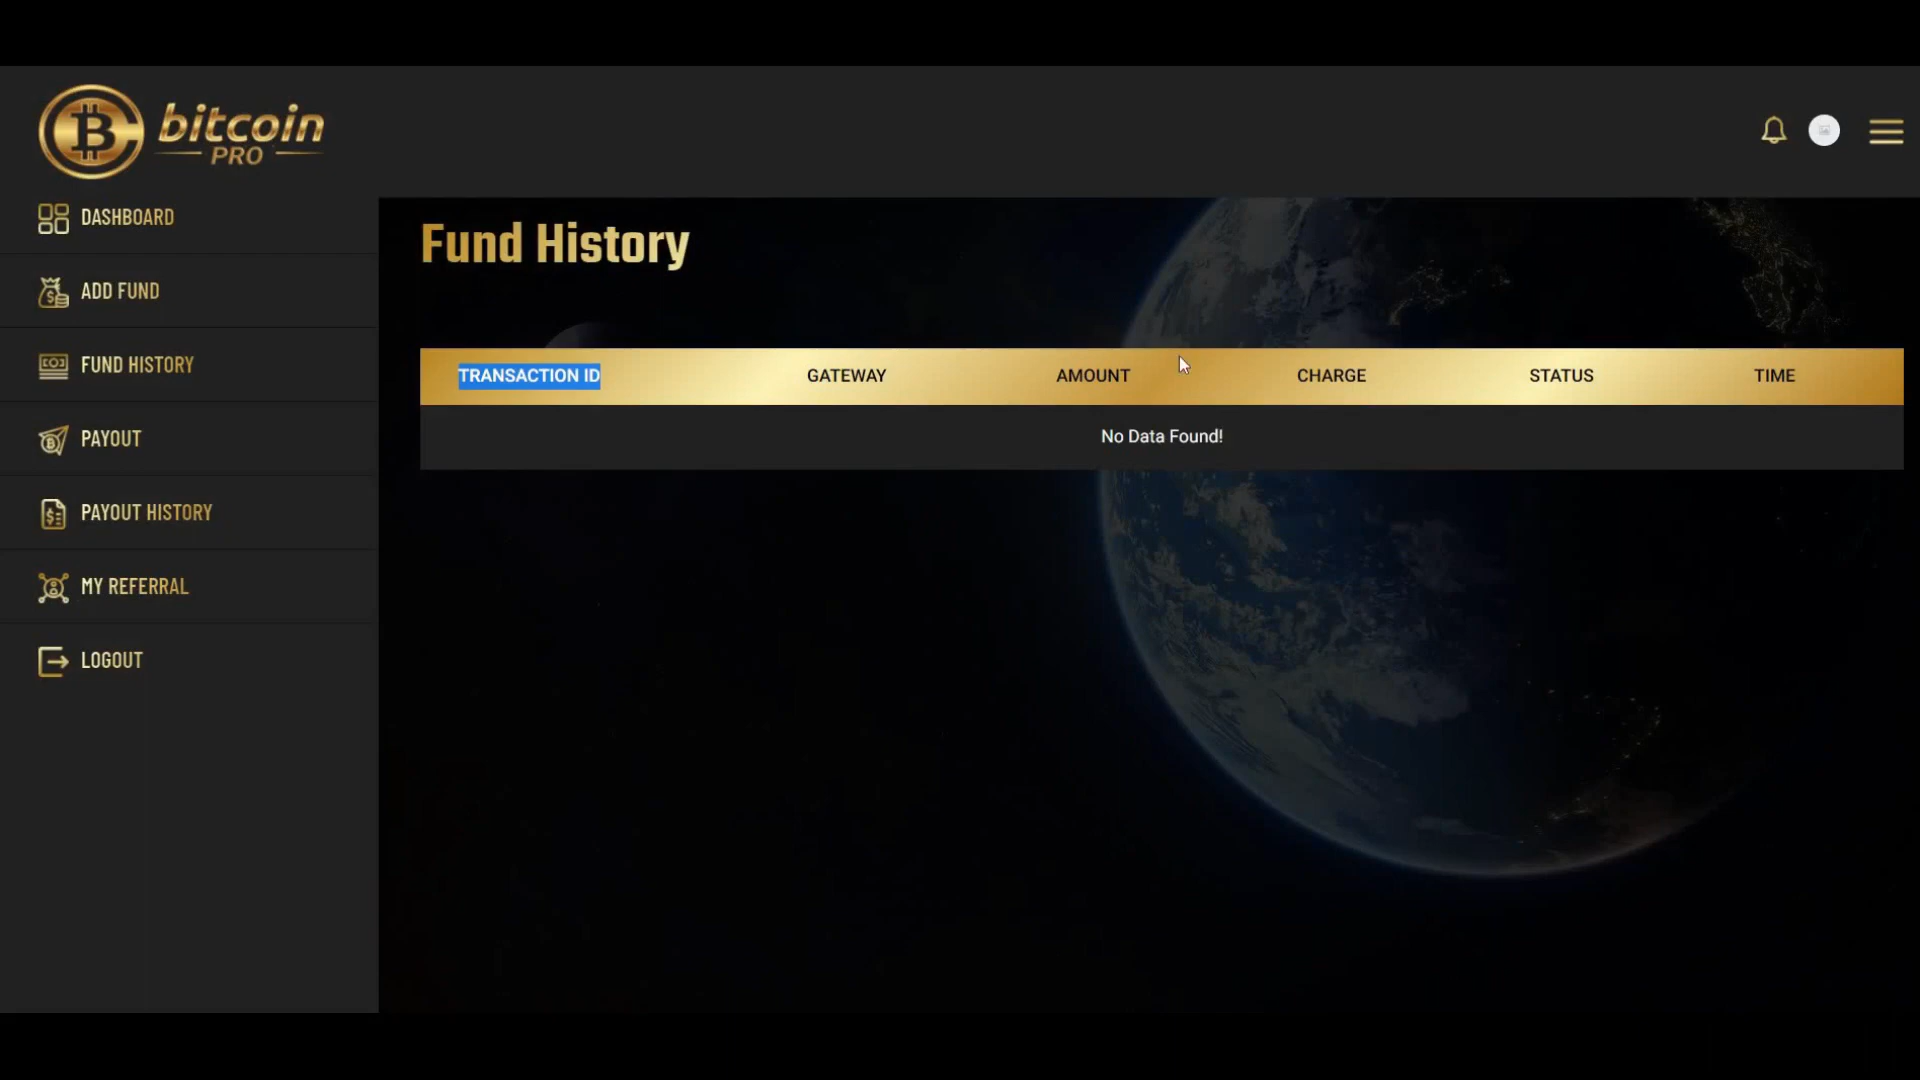 bitcoin
PRO
DASHBOARD
ADD FUND
FUND HISTORY
PAYOUT
PAYOUT HISTORY
MY REFERRAL
LOGOUT
Fund History
TRANSACTION ID GATEWAY AMOUNT CHARGE STATUS TIME
No Data Found!